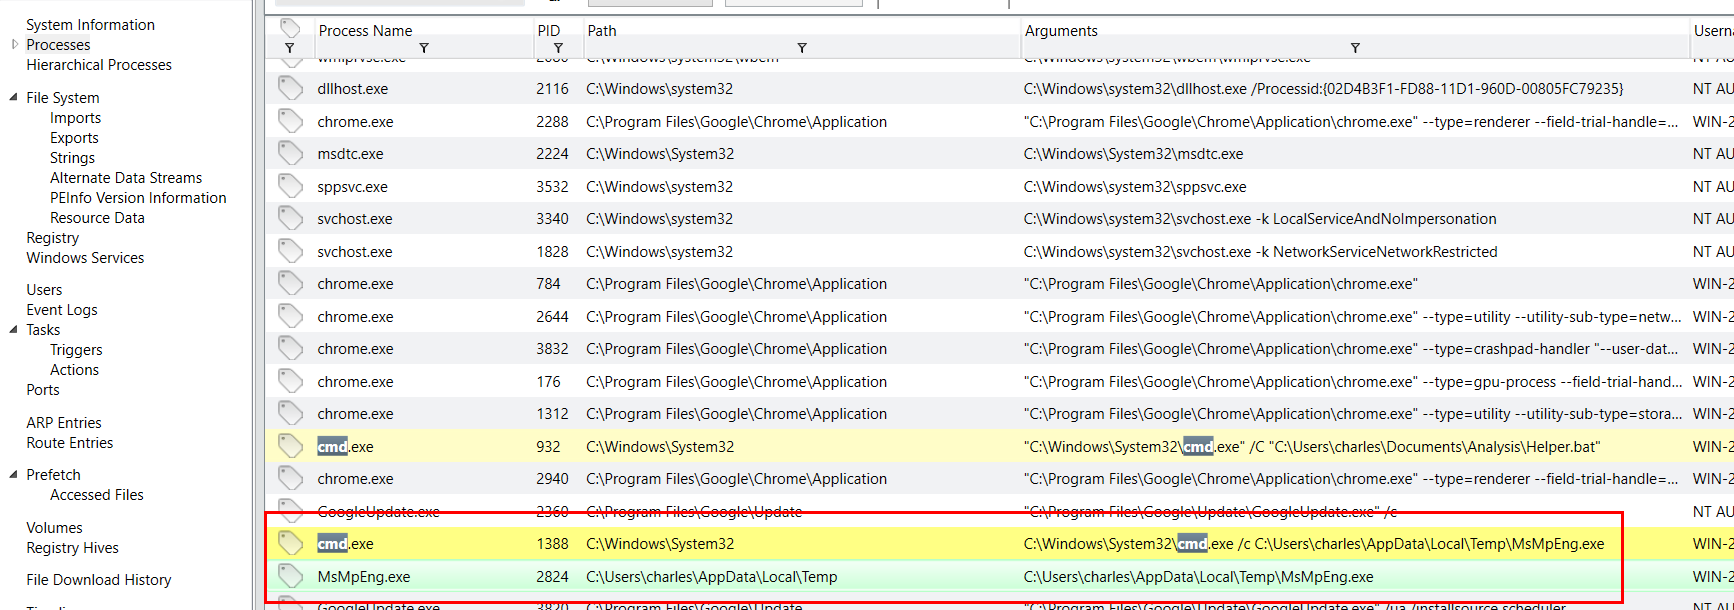 System Information
Processes
Hierarchical Processes
File System
Imports
Exports
Strings
Alternate Data Streams
PEInfo Version Information
Resource Data
Registry
Windows Services
Users
Event Logs
Tasks
Triggers
Actions
Ports
ARP Entries
Route Entries
Prefetch
Accessed Files
Volumes
Registry Hives
File Download History
Process Name PID Path Arguments Userna
wmiprvse.exe 2080 C:\Windows\system32\wbem C:\Windows\system32\wbem\wmiprvse.exe
dllhost.exe 2116 C:\Windows\system32 C:\Windows\system32\dllhost.exe /Processid:{02D4B3F1-FD88-11D1-960D-00805FC79235} NT AU
chrome.exe 2288 C:\Program Files\Google\Chrome\Application "C:\Program Files\Google\Chrome\Application\chrome.exe" --type=renderer --field-trial-handle=... WIN-2
msdtc.exe 2224 C:\Windows\System32 C:\Windows\System32\msdtc.exe NT AU
sppsvc.exe 3532 C:\Windows\system32 C:\Windows\system32\sppsvc.exe NT AU
svchost.exe 3340 C:\Windows\system32 C:\Windows\system32\svchost.exe -k LocalServiceAndNoImpersonation NT AU
svchost.exe 1828 C:\Windows\system32 C:\Windows\system32\svchost.exe -k NetworkServiceNetworkRestricted NT AU
chrome.exe 784 C:\Program Files\Google\Chrome\Application "C:\Program Files\Google\Chrome\Application\chrome.exe" WIN-2
chrome.exe 2644 C:\Program Files\Google\Chrome\Application "C:\Program Files\Google\Chrome\Application\chrome.exe" --type=utility --utility-sub-type=netw... WIN-2
chrome.exe 3832 C:\Program Files\Google\Chrome\Application "C:\Program Files\Google\Chrome\Application\chrome.exe" --type=crashpad-handler "--user-dat... WIN-2
chrome.exe 176 C:\Program Files\Google\Chrome\Application "C:\Program Files\Google\Chrome\Application\chrome.exe" --type=gpu-process --field-trial-hand... WIN-2
chrome.exe 1312 C:\Program Files\Google\Chrome\Application "C:\Program Files\Google\Chrome\Application\chrome.exe" --type=utility --utility-sub-type=stora... WIN-2
cmd.exe 932 C:\Windows\System32 "C:\Windows\System32\cmd.exe" /C "C:\Users\charles\Documents\Analysis\Helper.bat" WIN-2
chrome.exe 2940 C:\Program Files\Google\Chrome\Application "C:\Program Files\Google\Chrome\Application\chrome.exe" --type=renderer --field-trial-handle=... WIN-2
GoogleUpdate.exe 2360 C:\Program Files\Google\Update "C:\Program Files\Google\Update\GoogleUpdate.exe" /c NT AU
cmd.exe 1388 C:\Windows\System32 C:\Windows\System32\cmd.exe /c C:\Users\charles\AppData\Local\Temp\MsMpEng.exe WIN-2
MsMpEng.exe 2824 C:\Users\charles\AppData\Local\Temp C:\Users\charles\AppData\Local\Temp\MsMpEng.exe WIN-2
GoogleUpdate.exe 3820 C:\Program Files\Google\Update "C:\Program Files\Google\Update\GoogleUpdate.exe" /ua /installsource scheduler